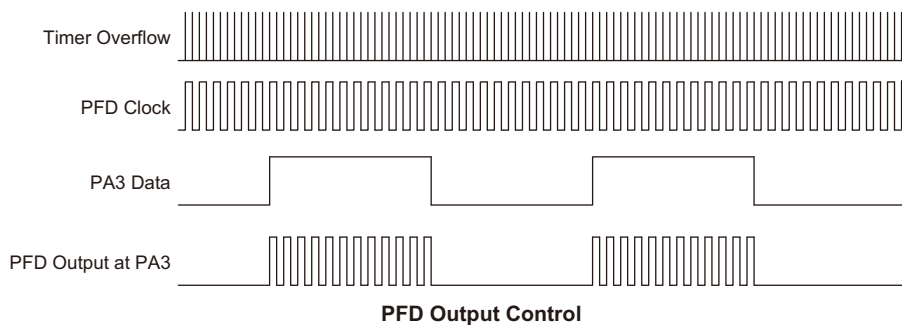 Timer Overflow
PFD Clock
PA3 Data
PFD Output at PA3
PFD Output Control